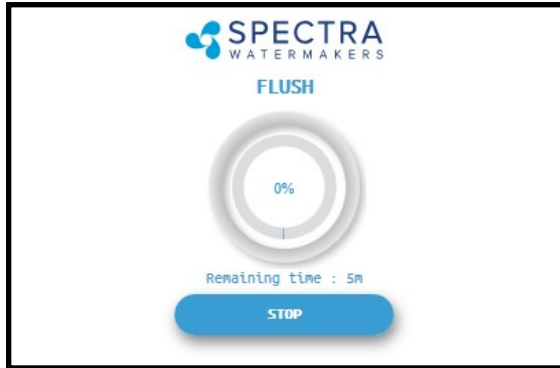 SPECTRA
WATERMAKERS
FLUSH
0%
Remaining time : 5m
STOP